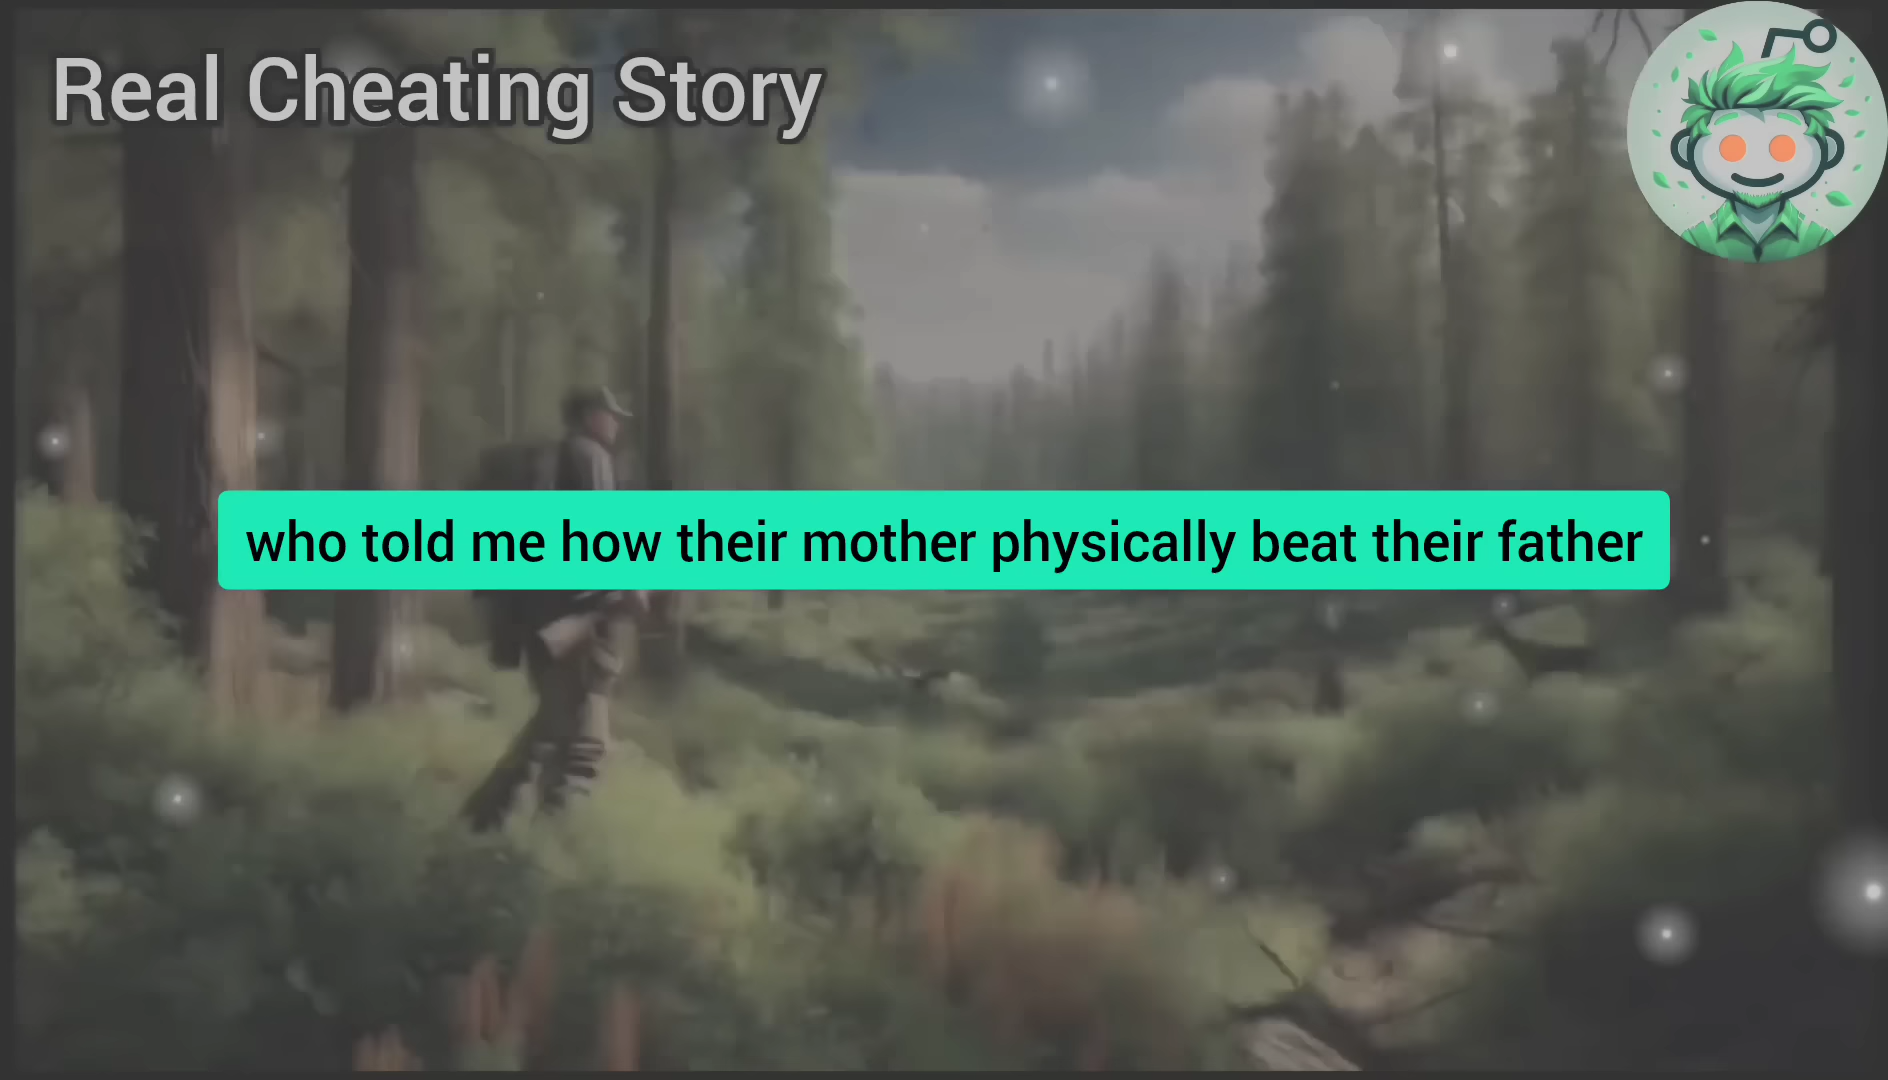 Real Cheating Story
who told me how their mother physically beat their father